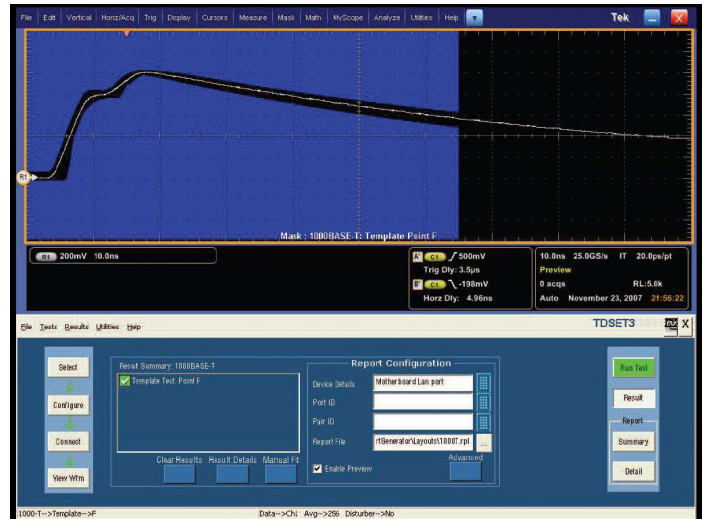 File Edit Vertical Horiz/Acq Trig Display Cursors Measure Mask Math MyScope Analyze Utilities Help Tek X
R1
Mask : 1000BASE-T: Template Point F
R1 200mV 10.0ns
A' C1 500mV
Trig Dly: 3.5µs
B' C1 -198mV
Horz Dly: 4.96ns
10.0ns 25.0GS/s IT 20.0ps/pt
Preview
0 acqs RL:5.0k
Auto November 23, 2007 21:56:22
File Tests Results Utilities Help TDSET3 X
Select
Configure
Connect
View Wfm
Result Summary: 1000BASE-T
Template Test: Point F
Clear Results Result Details Manual Fit
Report Configuration
Device Details Motherboard Lan port
Port ID
Pair ID
Report File rtGenerator\Layouts\1000T.rpl ...
Enable Preview
Advanced
Run Test
Result
Report
Summary
Detail
1000-T-->Template-->F Data-->Ch1 Avg-->256 Disturber-->No